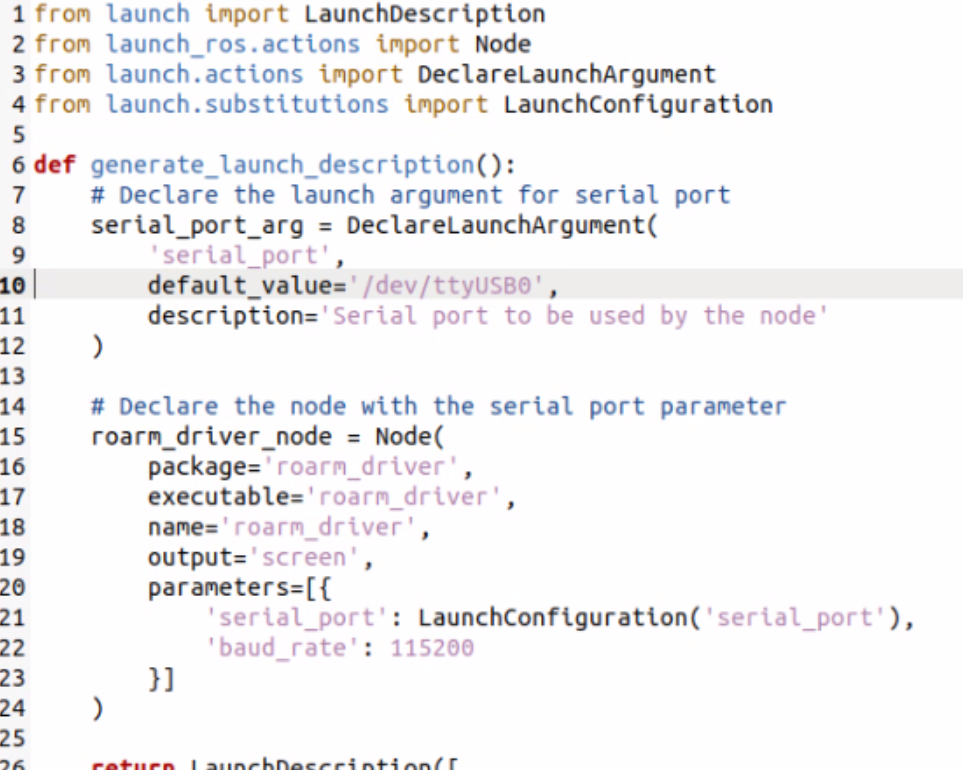 1 from launch import LaunchDescription
2 from launch_ros.actions import Node
3 from launch.actions import DeclareLaunchArgument
4 from launch.substitutions import LaunchConfiguration
5
6 def generate_launch_description():
7     # Declare the launch argument for serial port
8     serial_port_arg = DeclareLaunchArgument(
9         'serial_port',
10         default_value='/dev/ttyUSB0',
11         description='Serial port to be used by the node'
12     )
13
14     # Declare the node with the serial port parameter
15     roarm_driver_node = Node(
16         package='roarm_driver',
17         executable='roarm_driver',
18         name='roarm_driver',
19         output='screen',
20         parameters=[{
21             'serial_port': LaunchConfiguration('serial_port'),
22             'baud_rate': 115200
23         }]
24     )
25
26     return LaunchDescription([